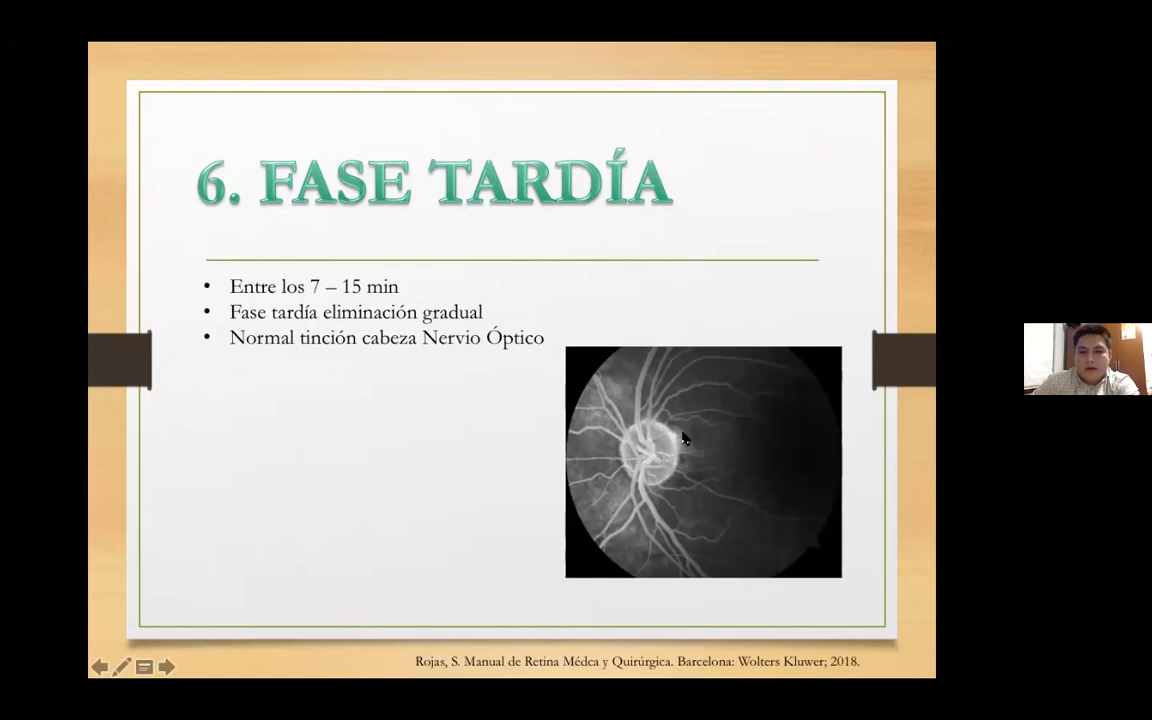 6. FASE TARDÍA
• Entre los 7 – 15 min
• Fase tardía eliminación gradual
• Normal tinción cabeza Nervio Óptico
Rojas, S. Manual de Retina Médca y Quirúrgica. Barcelona: Wolters Kluwer; 2018.